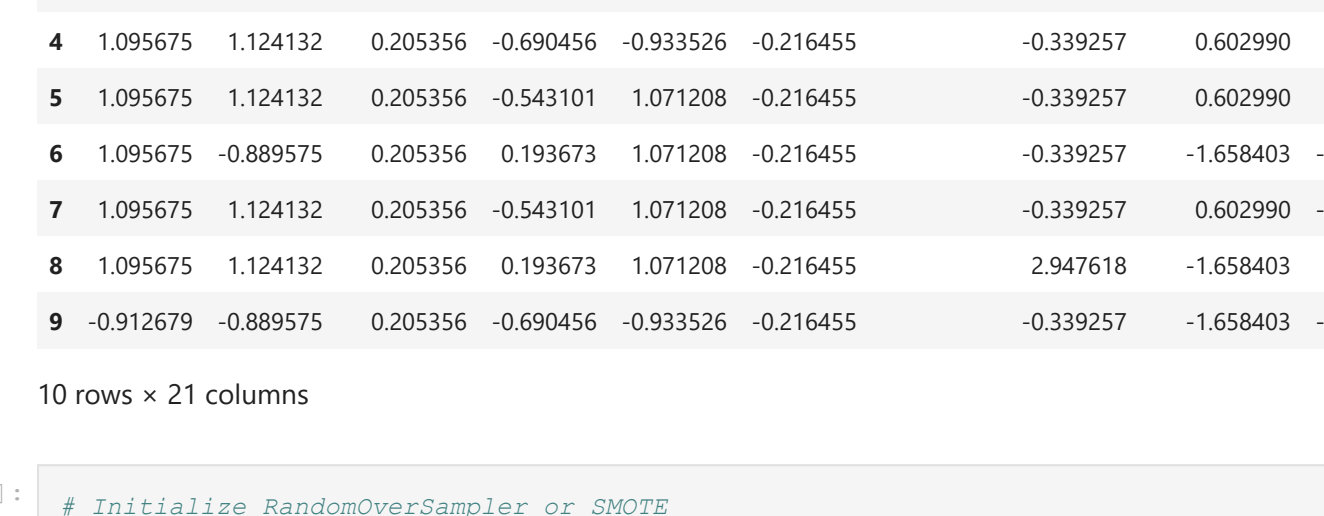 4 1.095675 1.124132 0.205356 -0.690456 -0.933526 -0.216455 -0.339257 0.602990
5 1.095675 1.124132 0.205356 -0.543101 1.071208 -0.216455 -0.339257 0.602990
6 1.095675 -0.889575 0.205356 0.193673 1.071208 -0.216455 -0.339257 -1.658403 -
7 1.095675 1.124132 0.205356 -0.543101 1.071208 -0.216455 -0.339257 0.602990 -
8 1.095675 1.124132 0.205356 0.193673 1.071208 -0.216455 2.947618 -1.658403
9 -0.912679 -0.889575 0.205356 -0.690456 -0.933526 -0.216455 -0.339257 -1.658403 -
10 rows × 21 columns
]: # Initialize RandomOverSampler or SMOTE